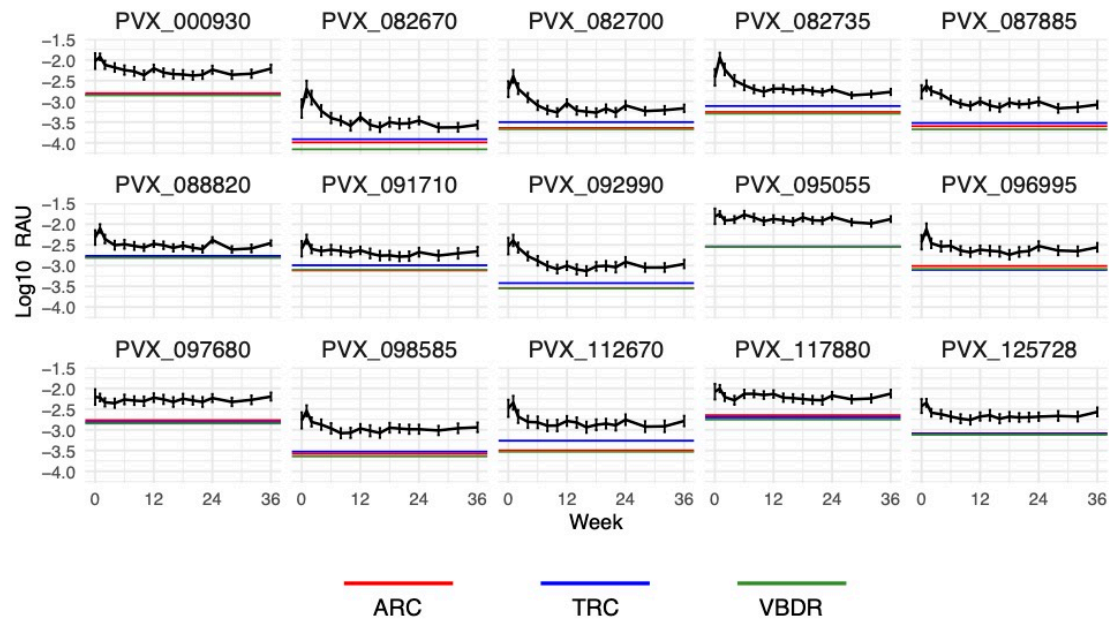 PVX_000930 PVX_082670 PVX_082700 PVX_082735 PVX_087885
−1.5
−2.0
−2.5
−3.0
−3.5
−4.0
PVX_088820 PVX_091710 PVX_092990 PVX_095055 PVX_096995
−1.5
−2.0
−2.5
−3.0
−3.5
−4.0
Log10 RAU
PVX_097680 PVX_098585 PVX_112670 PVX_117880 PVX_125728
−1.5
−2.0
−2.5
−3.0
−3.5
−4.0
0 12 24 36 0 12 24 36 0 12 24 36 0 12 24 36 0 12 24 36
Week
ARC TRC VBDR